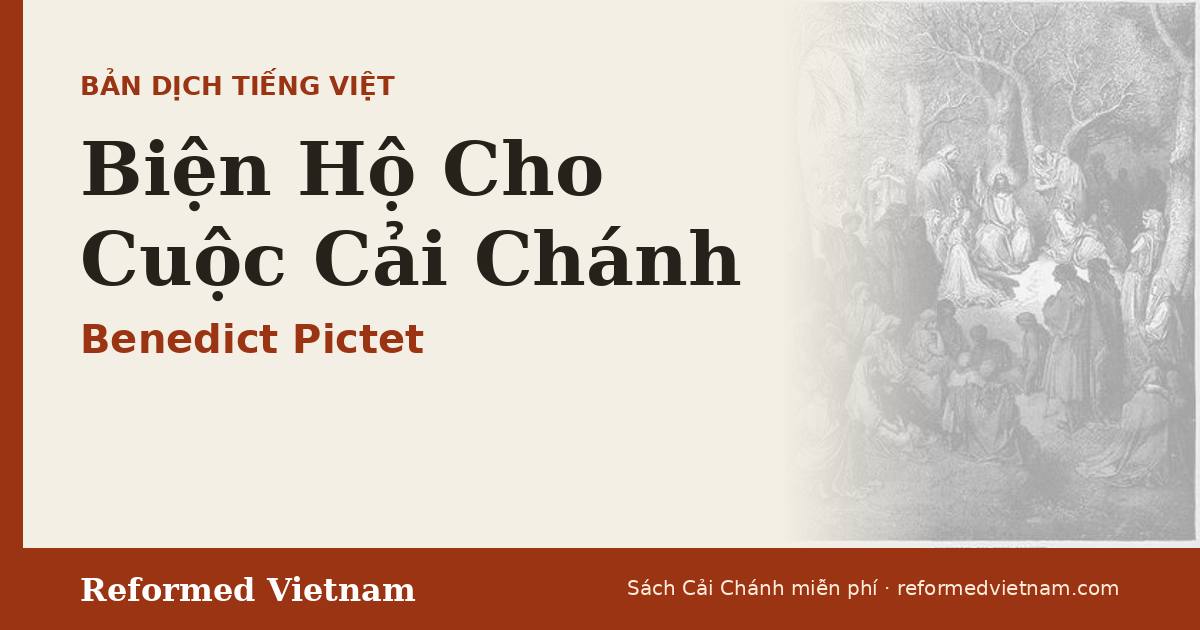 BẢN DỊCH TIẾNG VIỆT
Biện Hộ Cho
Cuộc Cải Chánh
Benedict Pictet
Reformed Vietnam
Sách Cải Chánh miễn phí · reformedvietnam.com